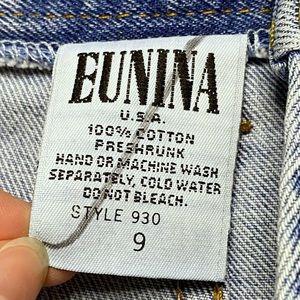 EUNINA
U.S.A.
100% COTTON
PRESHRUNK
HAND OR MACHINE WASH
SEPARATELY, COLD WATER
DO NOT BLEACH.
STYLE 930
9